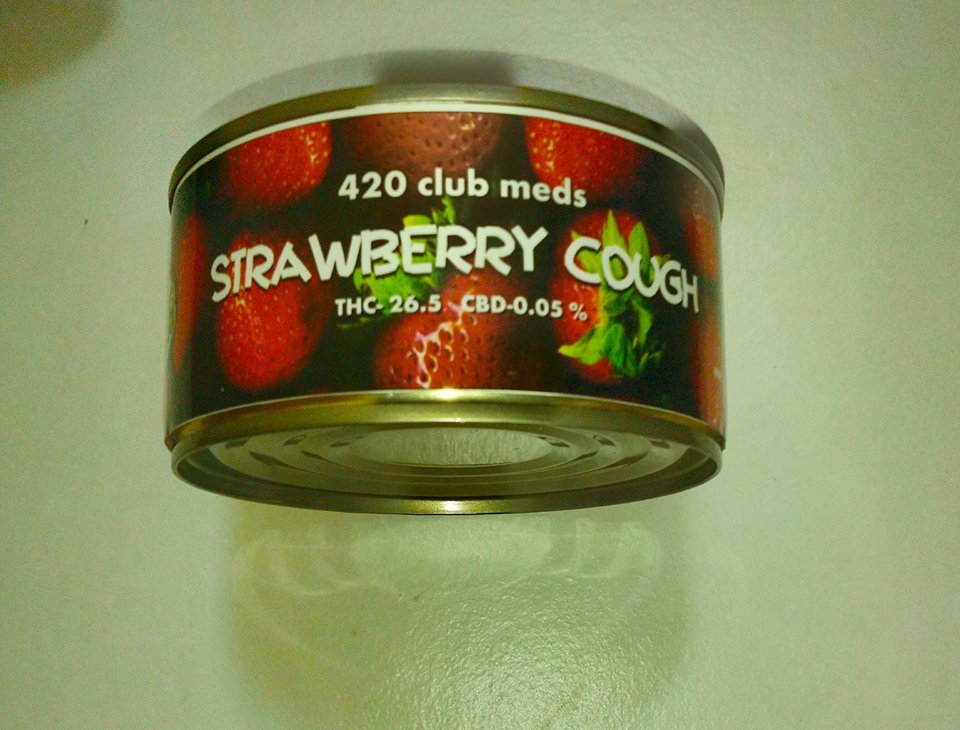 420 club meds
STRAWBERRY COUGH
THC- 26.5 CBD-0.05 %